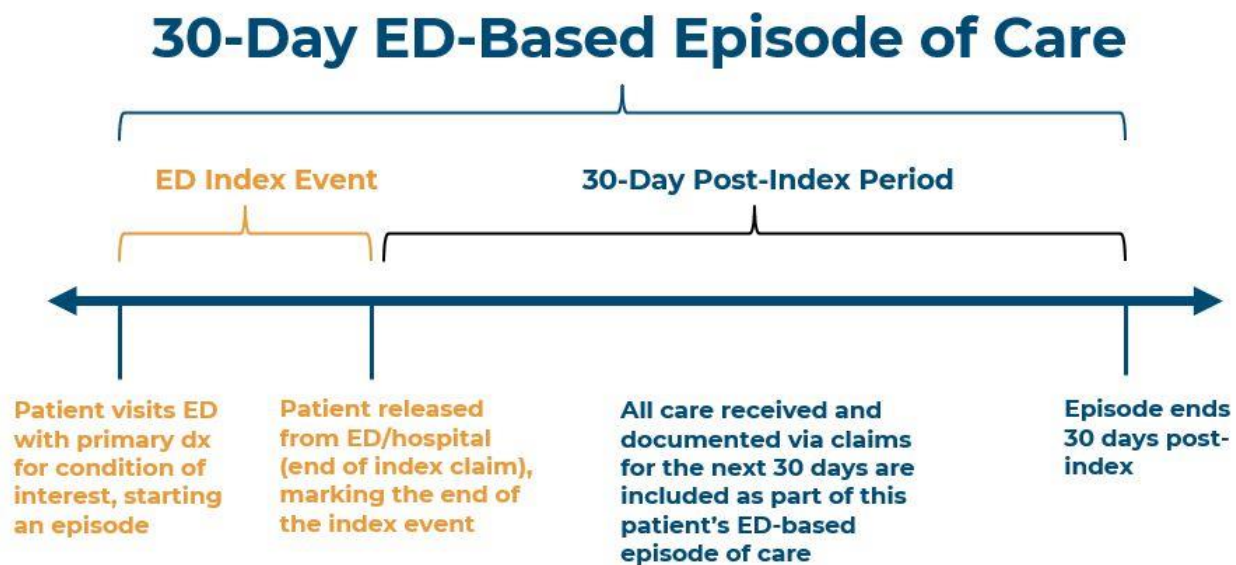 30-Day ED-Based Episode of Care
ED Index Event
30-Day Post-Index Period
Patient visits ED
with primary dx
for condition of
interest, starting
an episode
Patient released
from ED/hospital
(end of index claim),
marking the end of
the index event
All care received and
documented via claims
for the next 30 days are
included as part of this
patient’s ED-based
episode of care
Episode ends
30 days post-
index